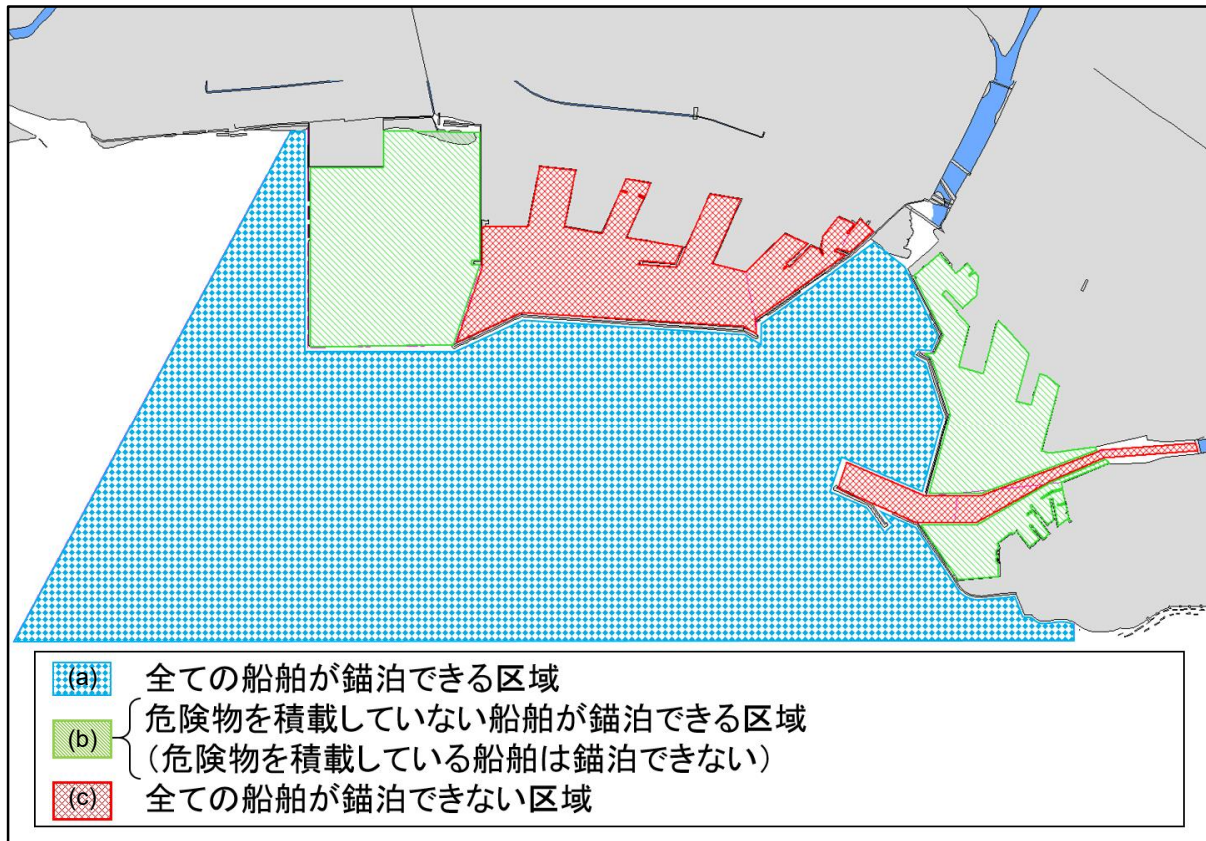 (a) 全ての船舶が錨泊できる区域
(b) 危険物を積載していない船舶が錨泊できる区域
(危険物を積載している船舶は錨泊できない)
(c) 全ての船舶が錨泊できない区域